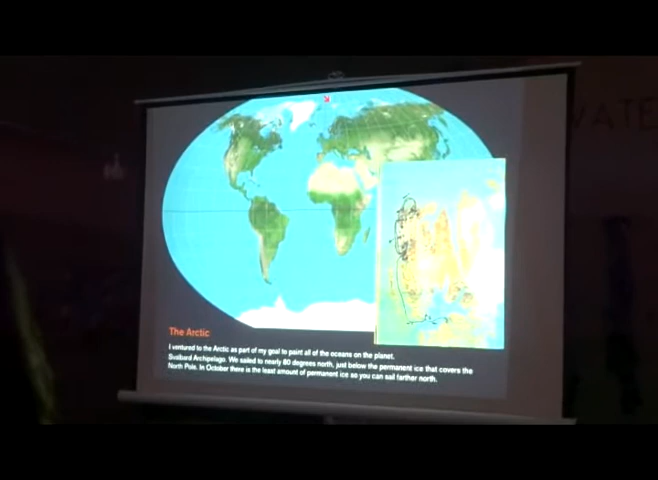 WATE
The Arctic
I ventured to the Arctic as part of my goal to paint all of the oceans on the planet.
Svalbard Archipelago. We sailed to nearly 80 degrees north, just below the permanent ice that covers the
North Pole. In October there is the least amount of permanent ice so you can sail farther north.